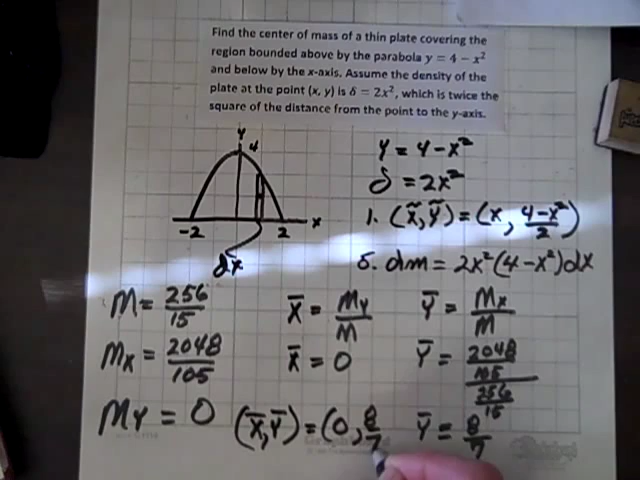 Find the center of mass of a thin plate covering the
region bounded above by the parabola y = 4 − x²
and below by the x-axis. Assume the density of the
plate at the point (x, y) is δ = 2x², which is twice the
square of the distance from the point to the y-axis.
y
4
-2
2
x
dx
y = 4-x²
δ = 2x²
1. (x̃, ỹ) = (x, (4-x²)/2)
5. dm = 2x²(4-x²)dx
M = 256/15
x̄ = My/M
ȳ = Mx/M
Mx = 2048/105
x̄ = 0
ȳ = (2048/105)/(256/15)
My = 0
(x̄, ȳ) = (0, 8/7
ȳ = 8/7